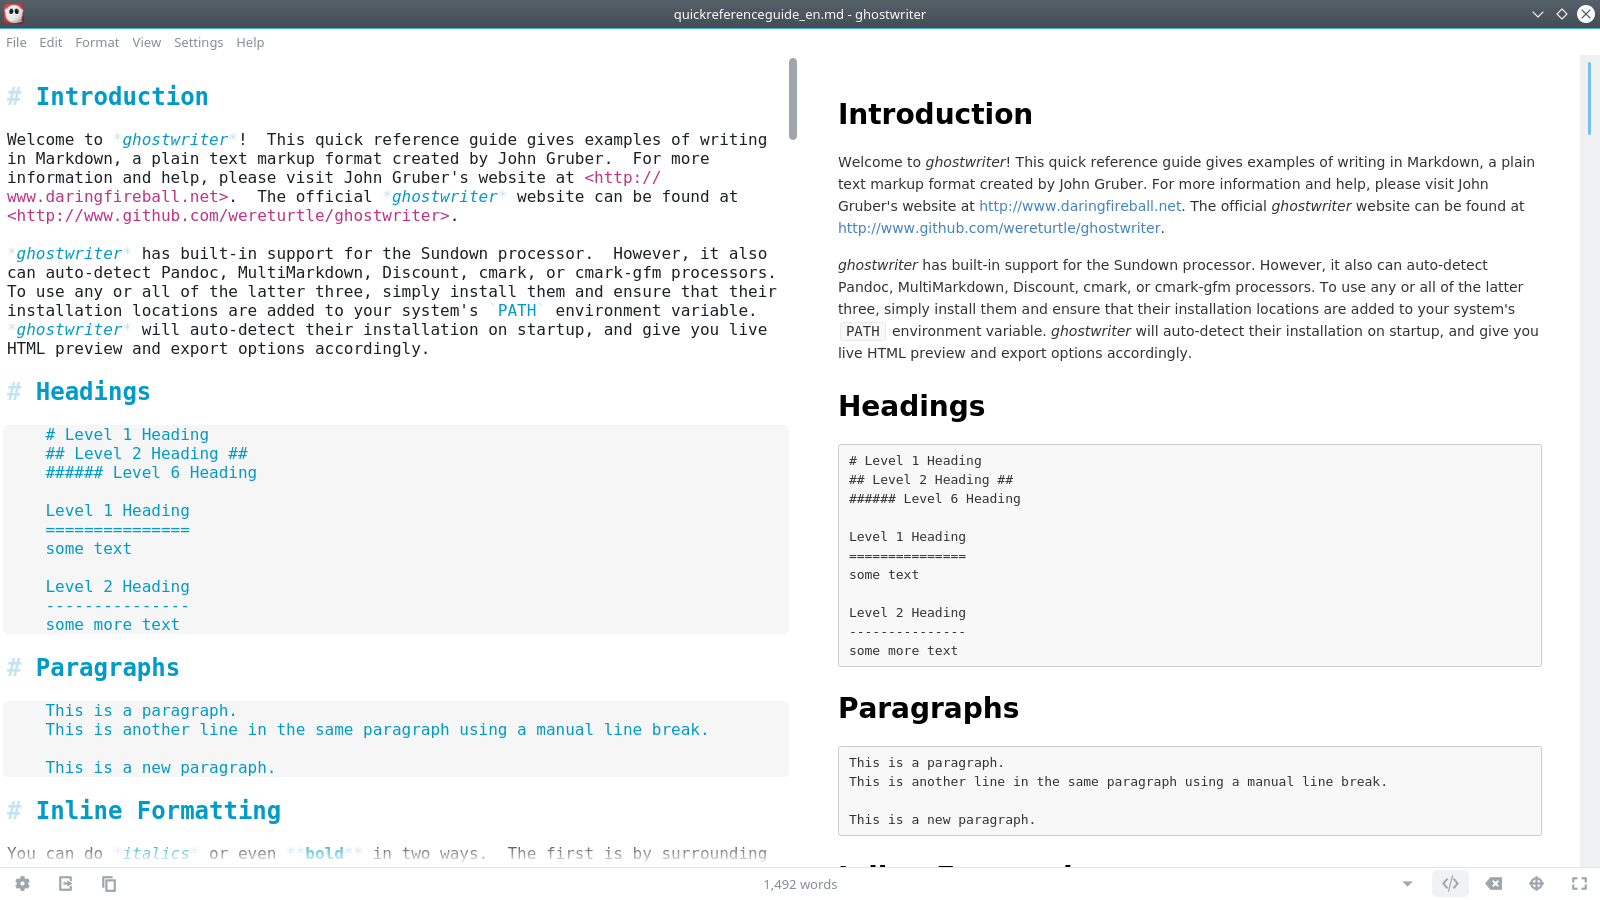 quickreferenceguide_en.md - ghostwriter
File Edit Format View Settings Help
# Introduction
Welcome to *ghostwriter*!  This quick reference guide gives examples of writing
in Markdown, a plain text markup format created by John Gruber.  For more
information and help, please visit John Gruber's website at <http://
www.daringfireball.net>.  The official *ghostwriter* website can be found at
<http://www.github.com/wereturtle/ghostwriter>.
*ghostwriter* has built-in support for the Sundown processor.  However, it also
can auto-detect Pandoc, MultiMarkdown, Discount, cmark, or cmark-gfm processors.
To use any or all of the latter three, simply install them and ensure that their
installation locations are added to your system's `PATH` environment variable.
*ghostwriter* will auto-detect their installation on startup, and give you live
HTML preview and export options accordingly.
# Headings
# Level 1 Heading
## Level 2 Heading ##
###### Level 6 Heading
Level 1 Heading
===============
some text
Level 2 Heading
---------------
some more text
# Paragraphs
This is a paragraph.
This is another line in the same paragraph using a manual line break.
This is a new paragraph.
# Inline Formatting
You can do *italics* or even **bold** in two ways.  The first is by surrounding
Introduction
Welcome to ghostwriter! This quick reference guide gives examples of writing in Markdown, a plain
text markup format created by John Gruber. For more information and help, please visit John
Gruber's website at http://www.daringfireball.net. The official ghostwriter website can be found at
http://www.github.com/wereturtle/ghostwriter.
ghostwriter has built-in support for the Sundown processor. However, it also can auto-detect
Pandoc, MultiMarkdown, Discount, cmark, or cmark-gfm processors. To use any or all of the latter
three, simply install them and ensure that their installation locations are added to your system's
PATH environment variable. ghostwriter will auto-detect their installation on startup, and give you
live HTML preview and export options accordingly.
Headings
# Level 1 Heading
## Level 2 Heading ##
###### Level 6 Heading
Level 1 Heading
===============
some text
Level 2 Heading
---------------
some more text
Paragraphs
This is a paragraph.
This is another line in the same paragraph using a manual line break.
This is a new paragraph.
1,492 words